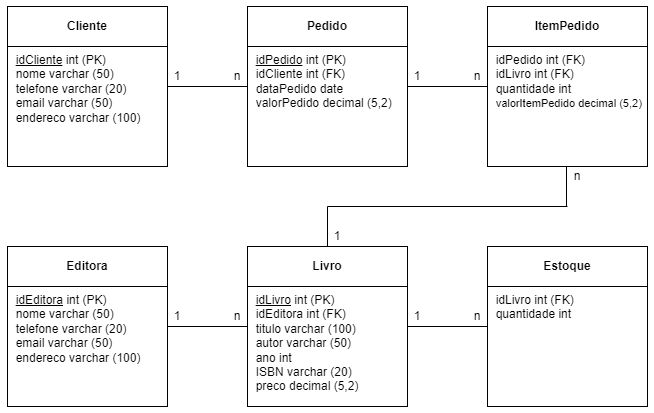 Cliente
idCliente int (PK)
nome varchar (50)
telefone varchar (20)
email varchar (50)
endereco varchar (100)
1
n
Pedido
idPedido int (PK)
idCliente int (FK)
dataPedido date
valorPedido decimal (5,2)
1
n
ItemPedido
idPedido int (FK)
idLivro int (FK)
quantidade int
valorItemPedido decimal (5,2)
n
1
Editora
idEditora int (PK)
nome varchar (50)
telefone varchar (20)
email varchar (50)
endereco varchar (100)
1
n
Livro
idLivro int (PK)
idEditora int (FK)
titulo varchar (100)
autor varchar (50)
ano int
ISBN varchar (20)
preco decimal (5,2)
1
n
Estoque
idLivro int (FK)
quantidade int